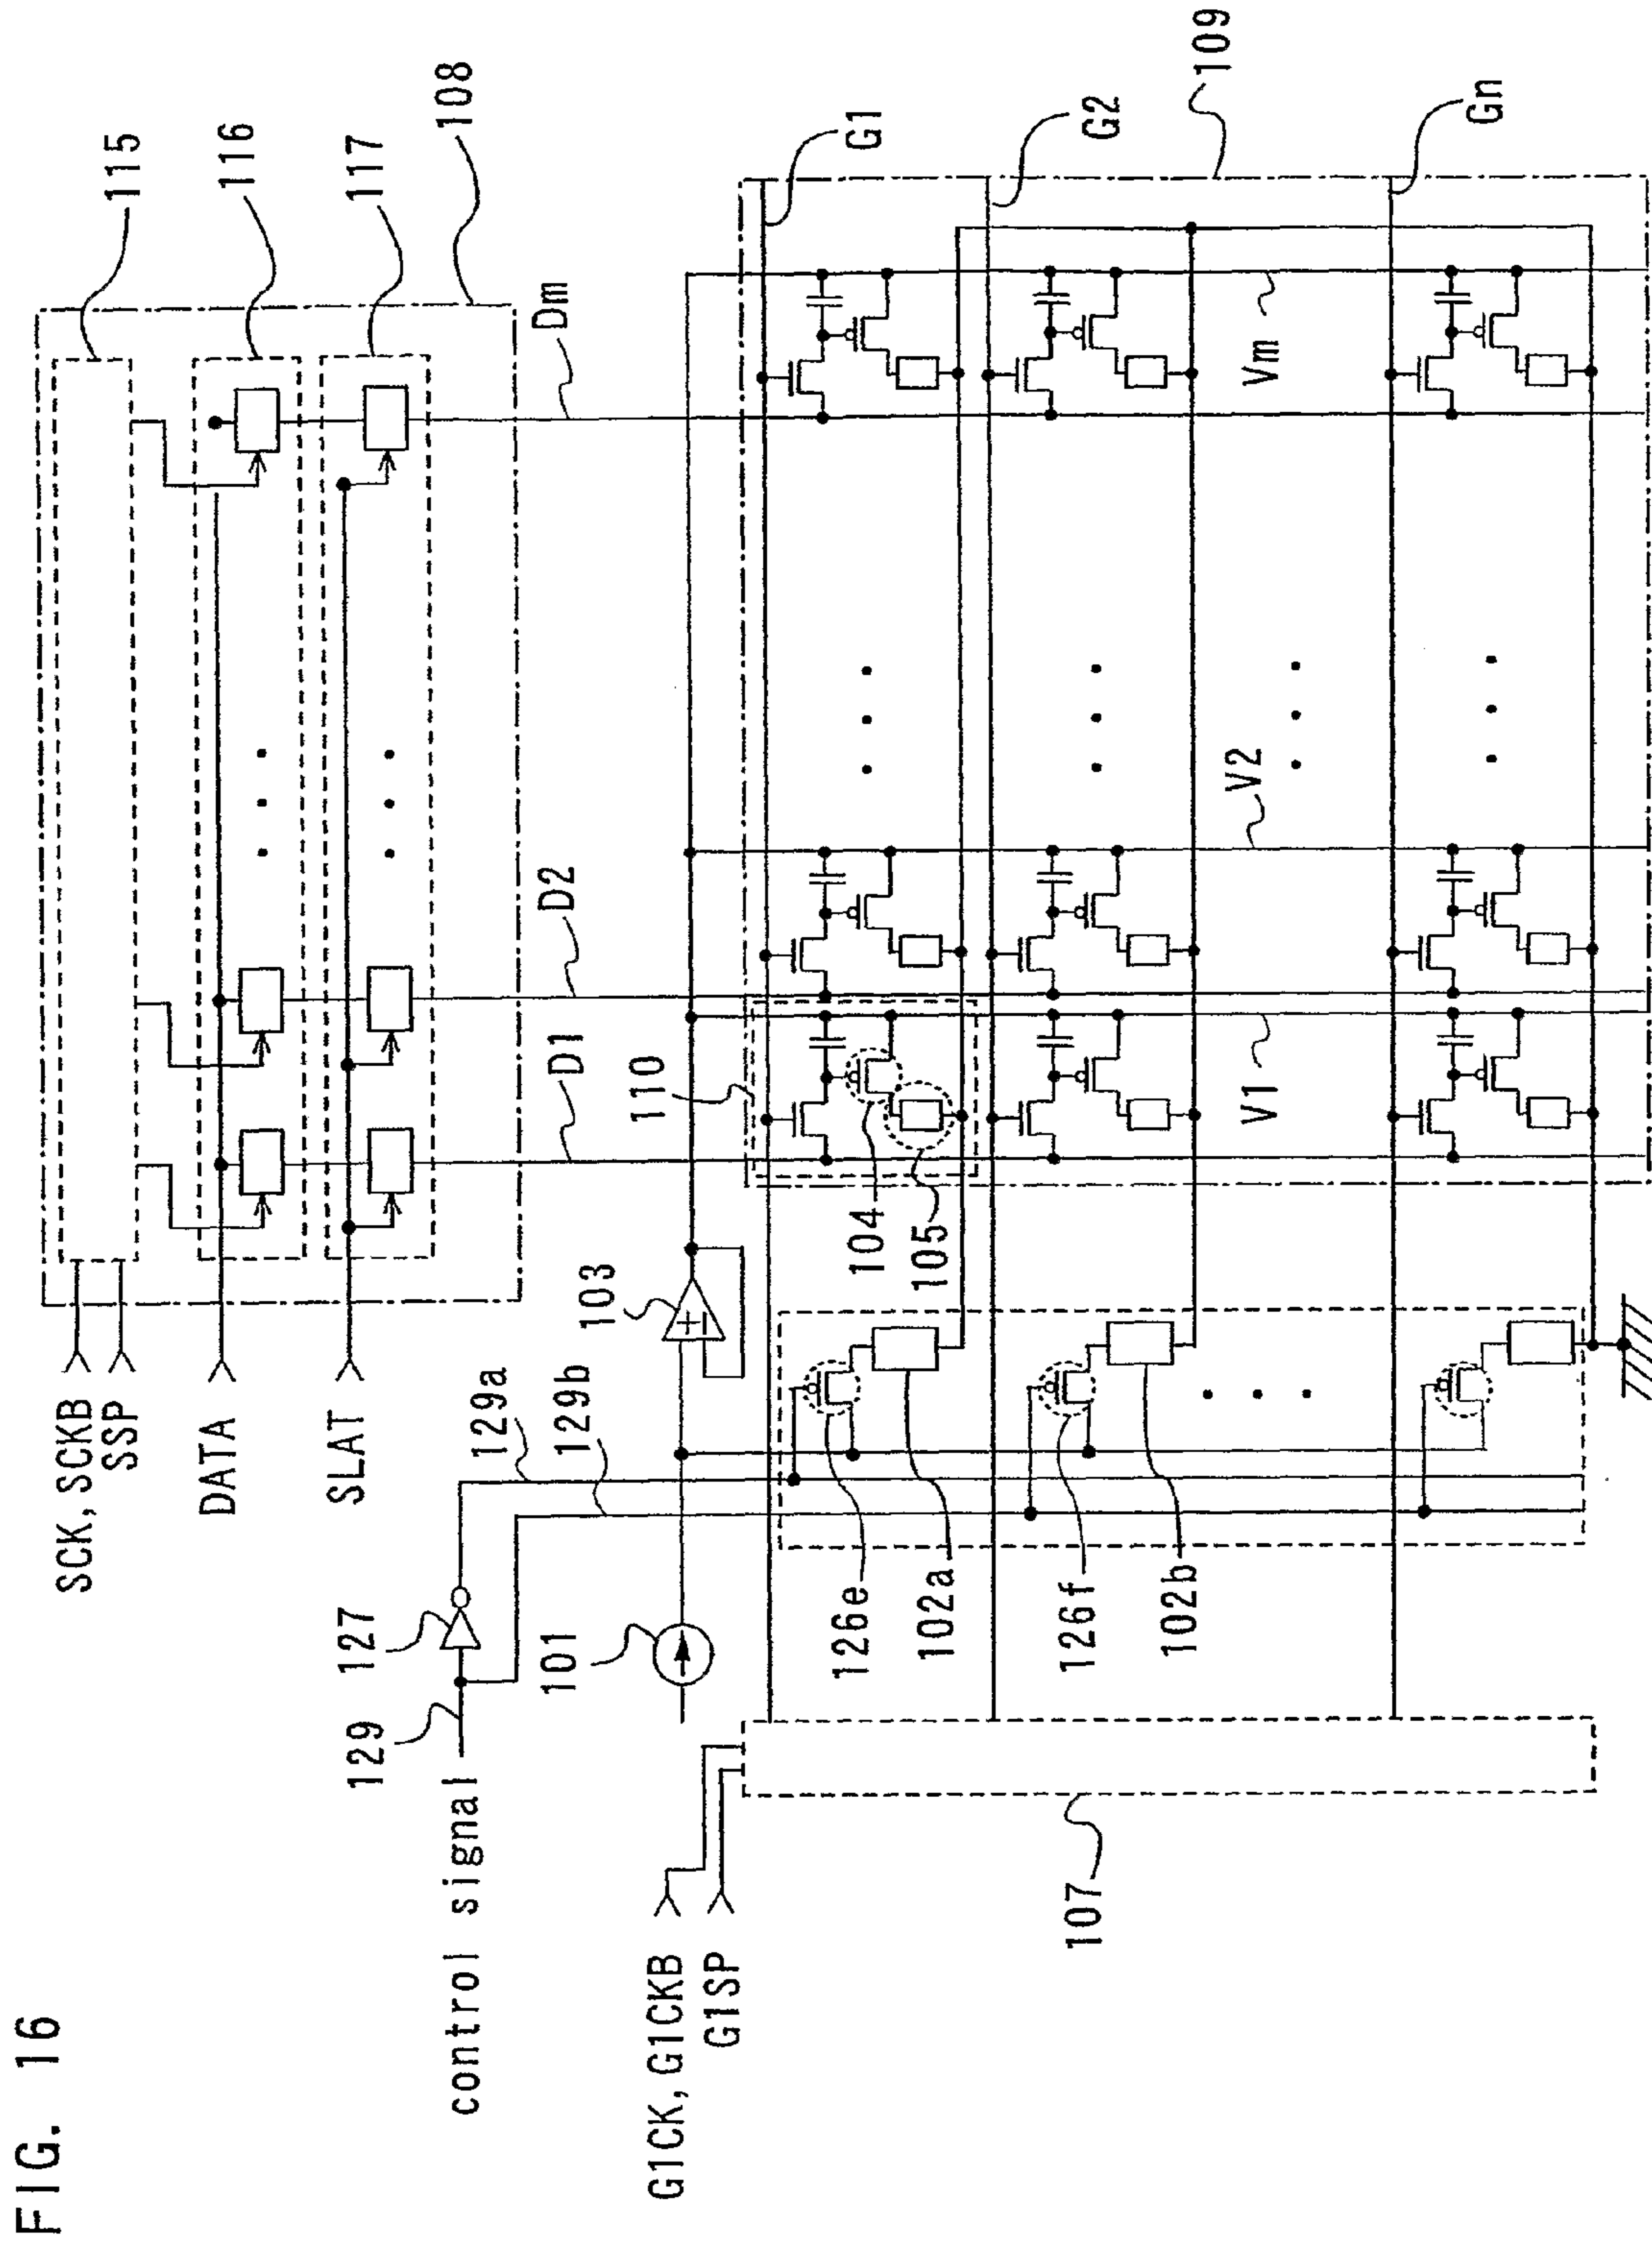 FIG. 16
115
116
117
108
SCK, SCKB
SSP
DATA
SLAT
129a
129b
127
129
control signal
101
103
D1
D2
Dm
110
104
105
G1CK, G1CKB
G1SP
107
126e
102a
126f
102b
V1
V2
Vm
G1
G2
109
Gn